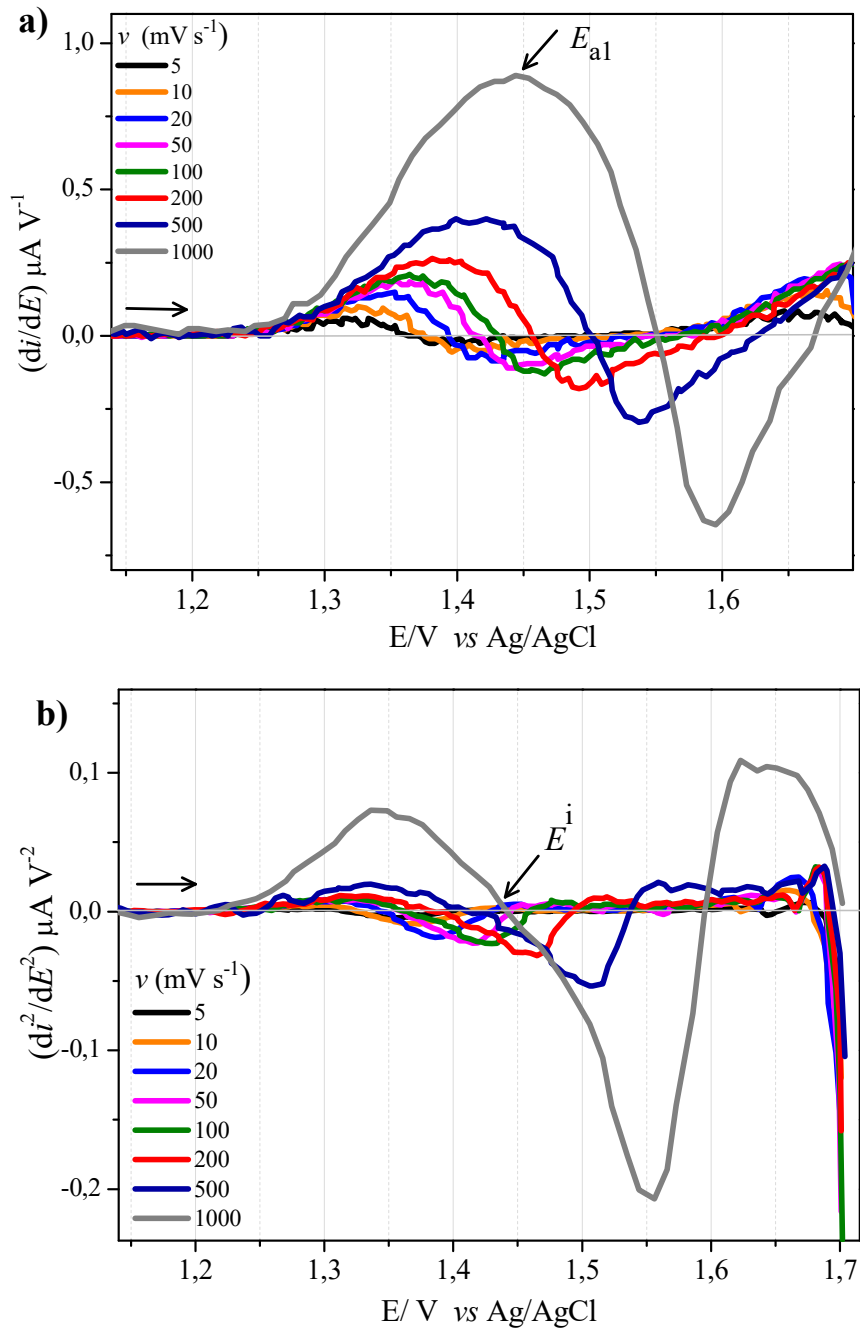 a)
ν (mV s⁻¹)
5
10
20
50
100
200
500
1000
E a1
(di/dE) μA V⁻¹
1,0
0,5
0,0
-0,5
1,2 1,3 1,4 1,5 1,6
E/V vs Ag/AgCl
b)
E i
(di²/dE²) μA V⁻²
0,1
0,0
-0,1
-0,2
ν (mV s⁻¹)
5
10
20
50
100
200
500
1000
1,2 1,3 1,4 1,5 1,6 1,7
E/ V vs Ag/AgCl